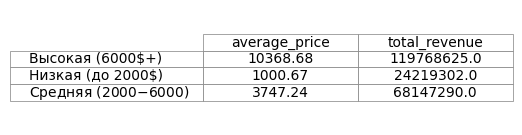 average_price total_revenue
Высокая (6000$+) 10368.68 119768625.0
Низкая (до 2000$) 1000.67 24219302.0
Средняя (2000−6000) 3747.24 68147290.0